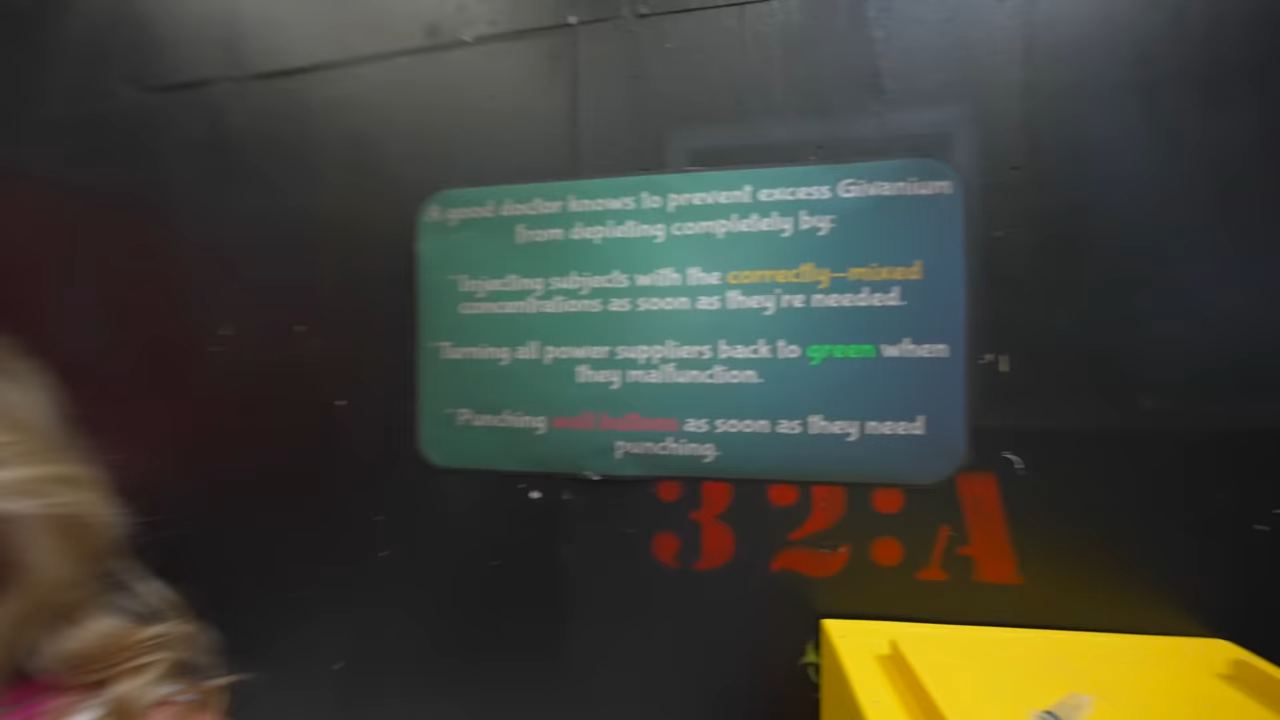 A good doctor knows to prevent excess Givanium
from depleting completely by:
*Injecting subjects with the correctly-mixed
concentrations as soon as they're needed.
*Turning all power suppliers back to green when
they malfunction.
*Punching wall buttons as soon as they need
punching.
32:A